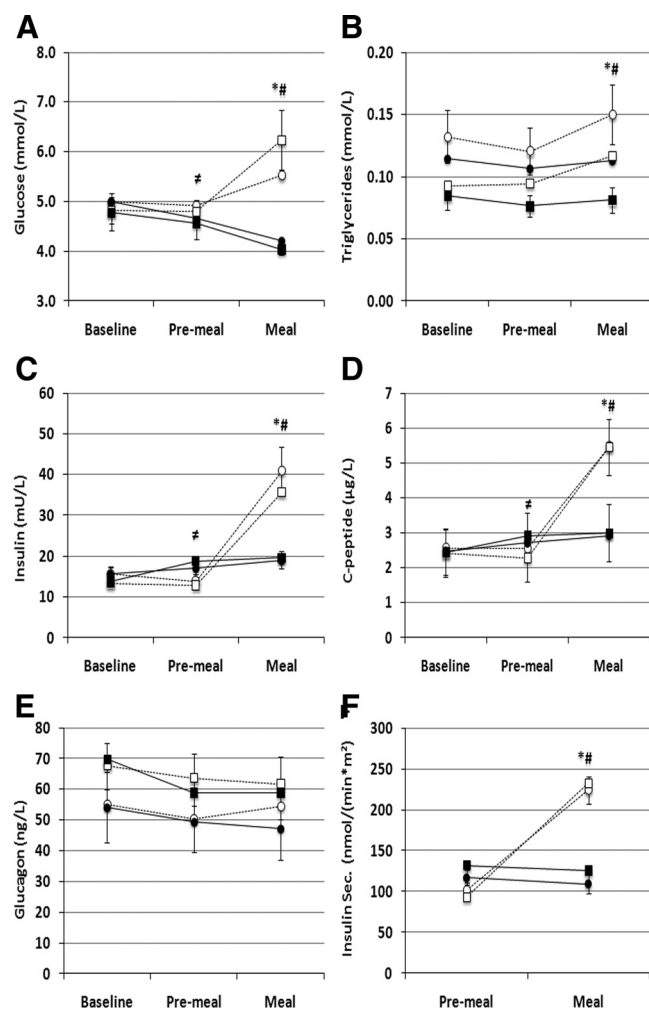 A
Glucose (mmol/L)
8.0
7.0
6.0
5.0
4.0
3.0
*#
≠
Baseline Pre-meal Meal
B
Triglycerides (mmol/L)
0.20
0.15
0.10
0.05
0.00
*#
Baseline Pre-meal Meal
C
Insulin (mU/L)
60
50
40
30
20
10
0
*#
≠
Baseline Pre-meal Meal
D
C-peptide (µg/L)
7
6
5
4
3
2
1
0
*#
≠
Baseline Pre-meal Meal
E
Glucagon (ng/L)
80
70
60
50
40
30
20
10
0
Baseline Pre-meal Meal
F
Insulin Sec. (nmol/(min*m²)
300
250
200
150
100
50
0
*#
Pre-meal Meal